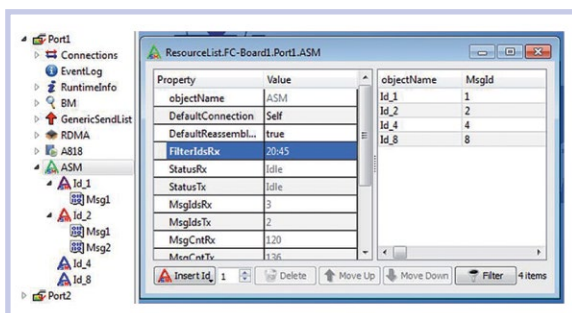 Port1
Connections
EventLog
RuntimeInfo
BM
GenericSendList
RDMA
A818
ASM
Id_1
Msg1
Id_2
Msg1
Msg2
Id_4
Id_8
Port2
ResourceList.FC-Board1.Port1.ASM
Property Value
objectName ASM
DefaultConnection Self
DefaultReassembl... true
FilterIdsRx 20:45
StatusRx Idle
StatusTx Idle
MsgIdsRx 3
MsgIdsTx 2
MsgCntRx 120
MsgCntTx 136
objectName MsgId
Id_1 1
Id_2 2
Id_4 4
Id_8 8
Insert Id 1 Delete Move Up Move Down Filter 4 items